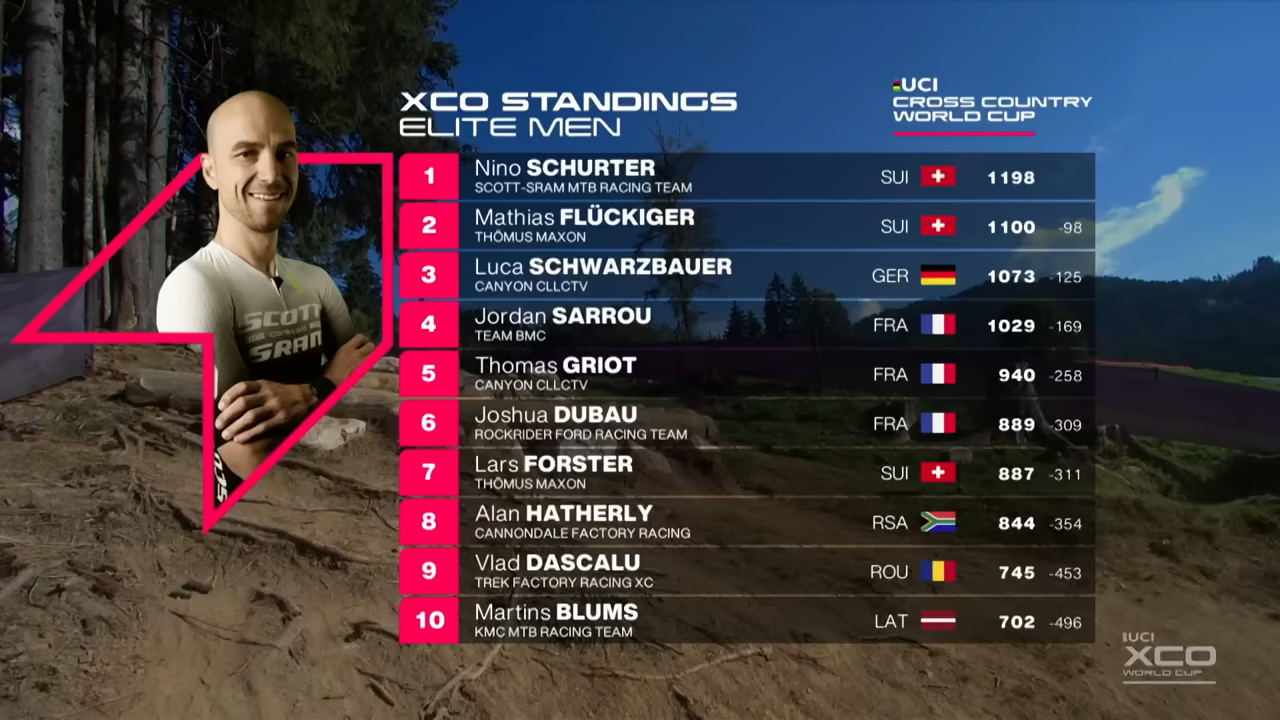 XCO STANDINGS
ELITE MEN
UCI
CROSS COUNTRY
WORLD CUP
1 Nino SCHURTER SUI 1198
SCOTT-SRAM MTB RACING TEAM
2 Mathias FLÜCKIGER SUI 1100 -98
THÖMUS MAXON
3 Luca SCHWARZBAUER GER 1073 -125
CANYON CLLCTV
4 Jordan SARROU FRA 1029 -169
TEAM BMC
5 Thomas GRIOT FRA 940 -258
CANYON CLLCTV
6 Joshua DUBAU FRA 889 -309
ROCKRIDER FORD RACING TEAM
7 Lars FORSTER SUI 887 -311
THÖMUS MAXON
8 Alan HATHERLY RSA 844 -354
CANNONDALE FACTORY RACING
9 Vlad DASCALU ROU 745 -453
TREK FACTORY RACING XC
10 Martins BLUMS LAT 702 -496
KMC MTB RACING TEAM
SCOTT
SRAM
UCI
XCO
WORLD CUP